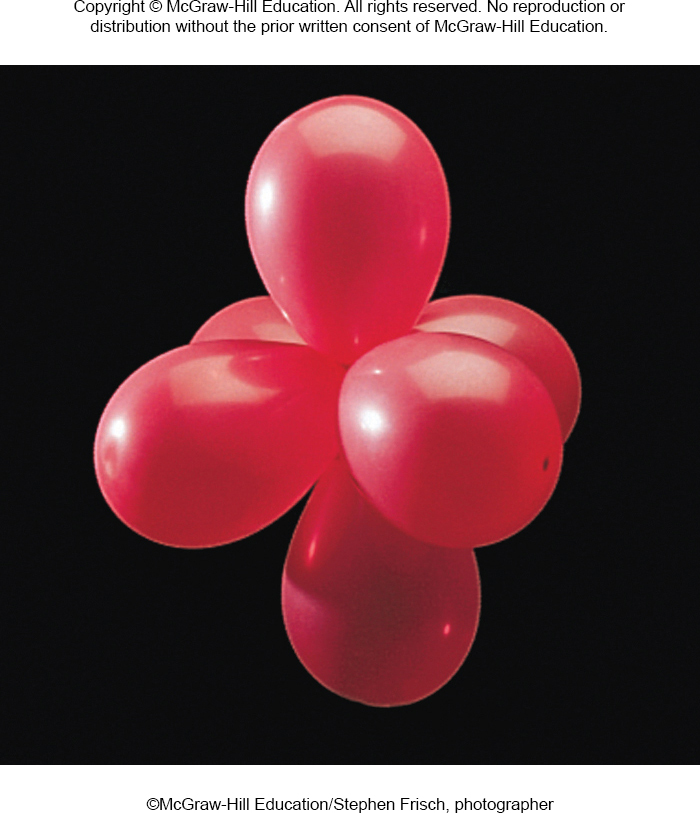 Copyright © McGraw-Hill Education. All rights reserved. No reproduction or
distribution without the prior written consent of McGraw-Hill Education.
©McGraw-Hill Education/Stephen Frisch, photographer